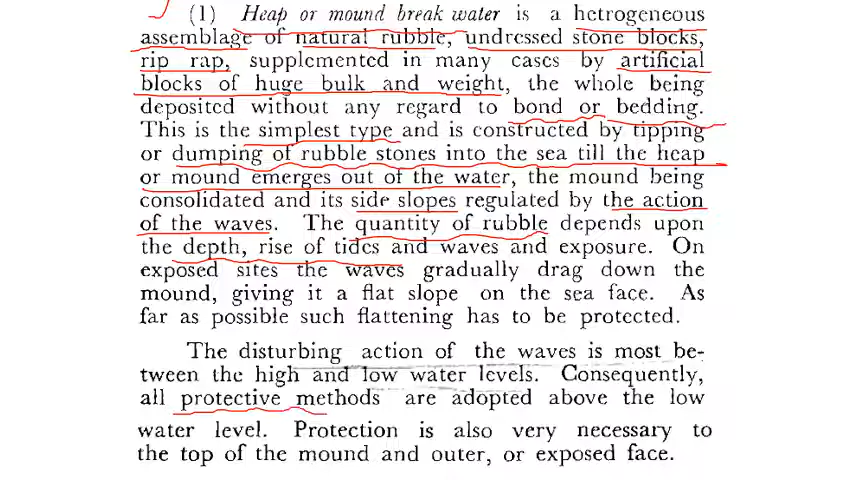 (1) Heap or mound break water is a hetrogeneous
assemblage of natural rubble, undressed stone blocks,
rip rap, supplemented in many cases by artificial
blocks of huge bulk and weight, the whole being
deposited without any regard to bond or bedding.
This is the simplest type and is constructed by tipping
or dumping of rubble stones into the sea till the heap
or mound emerges out of the water, the mound being
consolidated and its side slopes regulated by the action
of the waves. The quantity of rubble depends upon
the depth, rise of tides and waves and exposure. On
exposed sites the waves gradually drag down the
mound, giving it a flat slope on the sea face. As
far as possible such flattening has to be protected.
The disturbing action of the waves is most be-
tween the high and low water levels. Consequently,
all protective methods are adopted above the low
water level. Protection is also very necessary to
the top of the mound and outer, or exposed face.